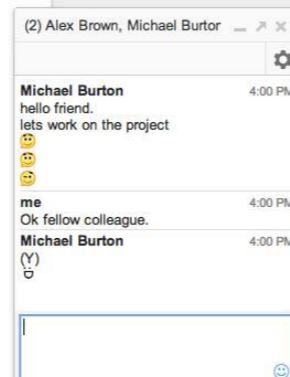 (2) Alex Brown, Michael Burtor
Michael Burton 4:00 PM
hello friend.
lets work on the project
me 4:00 PM
Ok fellow colleague.
Michael Burton 4:00 PM
(Y)
:D